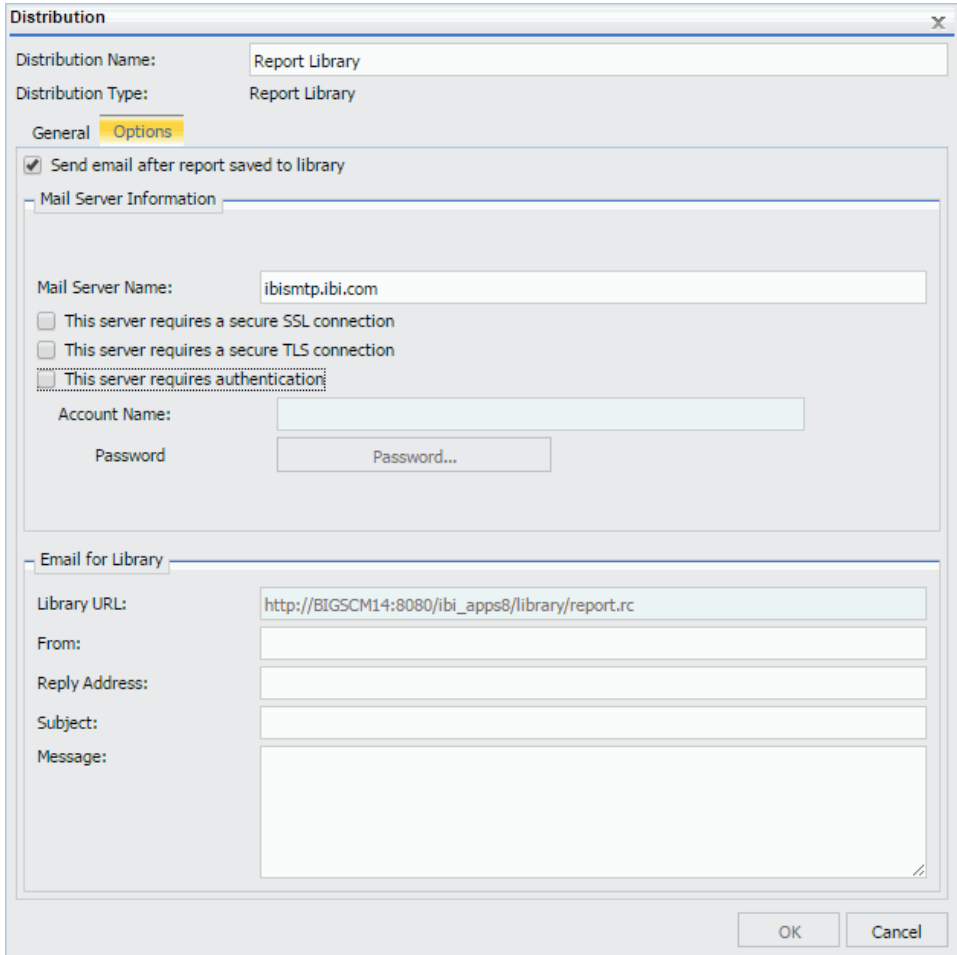 Distribution
Distribution Name: Report Library
Distribution Type: Report Library
General Options
Send email after report saved to library
Mail Server Information
Mail Server Name: ibismtp.ibi.com
This server requires a secure SSL connection
This server requires a secure TLS connection
This server requires authentication
Account Name:
Password Password...
Email for Library
Library URL: http://BIGSCM14:8080/ibi_apps8/library/report.rc
From:
Reply Address:
Subject:
Message:
OK Cancel